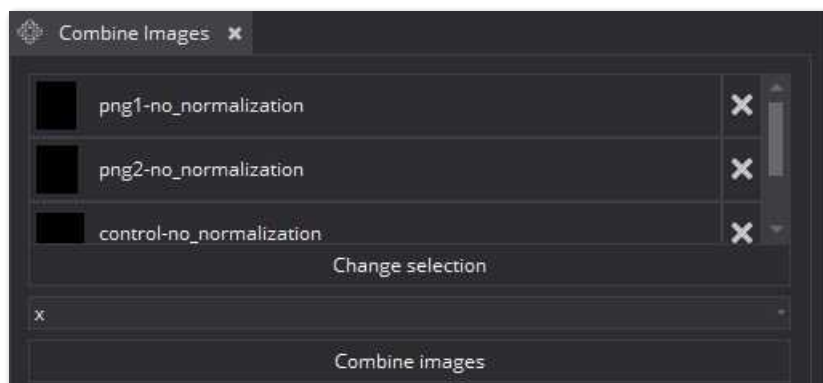 Combine Images
png1-no_normalization
png2-no_normalization
control-no_normalization
Change selection
x
Combine images